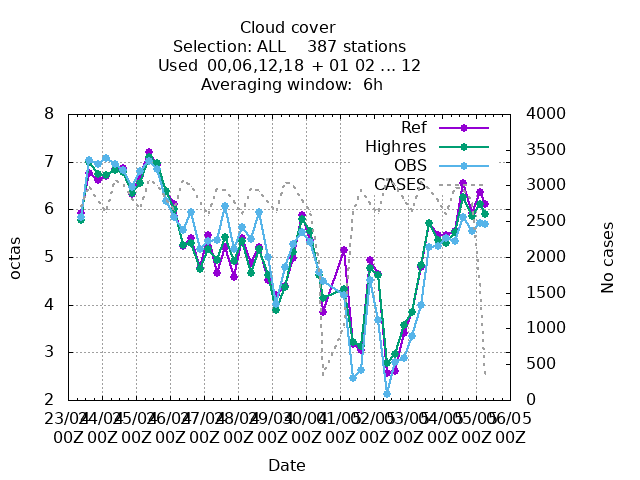 Cloud cover
Selection: ALL 387 stations
Used 00,06,12,18 + 01 02 ... 12
Averaging window: 6h
8 4000
Ref
3500
Highres
7
OBS
3000
CASES
6 2500
octas
5 2000
No cases
1500
4
1000
3
500
2 0
23/04 24/04 25/04 26/04 27/04 28/04 29/04 30/04 01/05 02/05 03/05 04/05 05/05 06/05
00Z 00Z 00Z 00Z 00Z 00Z 00Z 00Z 00Z 00Z 00Z 00Z 00Z 00Z
Date